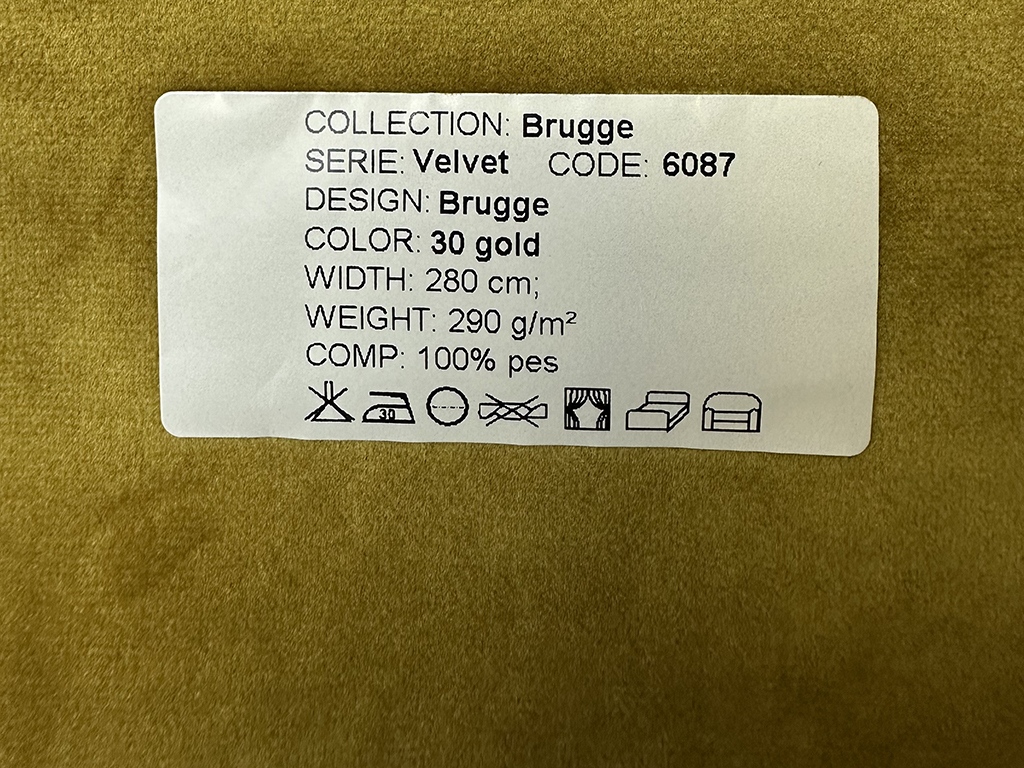 COLLECTION: Brugge
SERIE: Velvet CODE: 6087
DESIGN: Brugge
COLOR: 30 gold
WIDTH: 280 cm;
WEIGHT: 290 g/m²
COMP: 100% pes
30